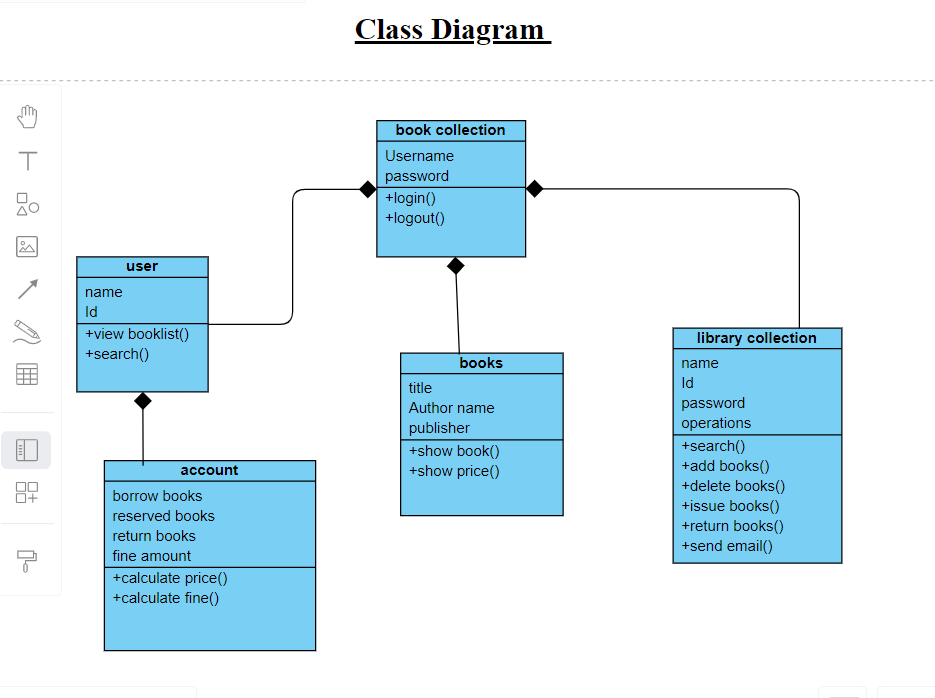 Class Diagram
book collection
Username
password
+login()
+logout()
user
name
Id
+view booklist()
+search()
account
borrow books
reserved books
return books
fine amount
+calculate price()
+calculate fine()
books
title
Author name
publisher
+show book()
+show price()
library collection
name
Id
password
operations
+search()
+add books()
+delete books()
+issue books()
+return books()
+send email()